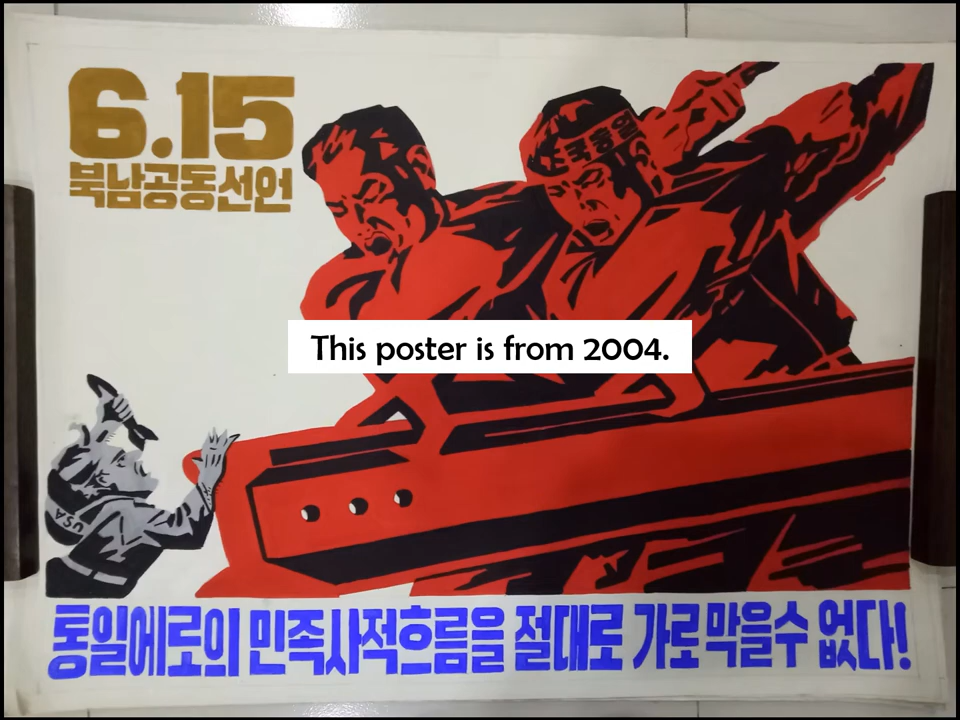 6.15
북남공동선언
조국통일
This poster is from 2004.
USA
통일에로의 민족사적흐름을 절대로 가로막을수 없다!